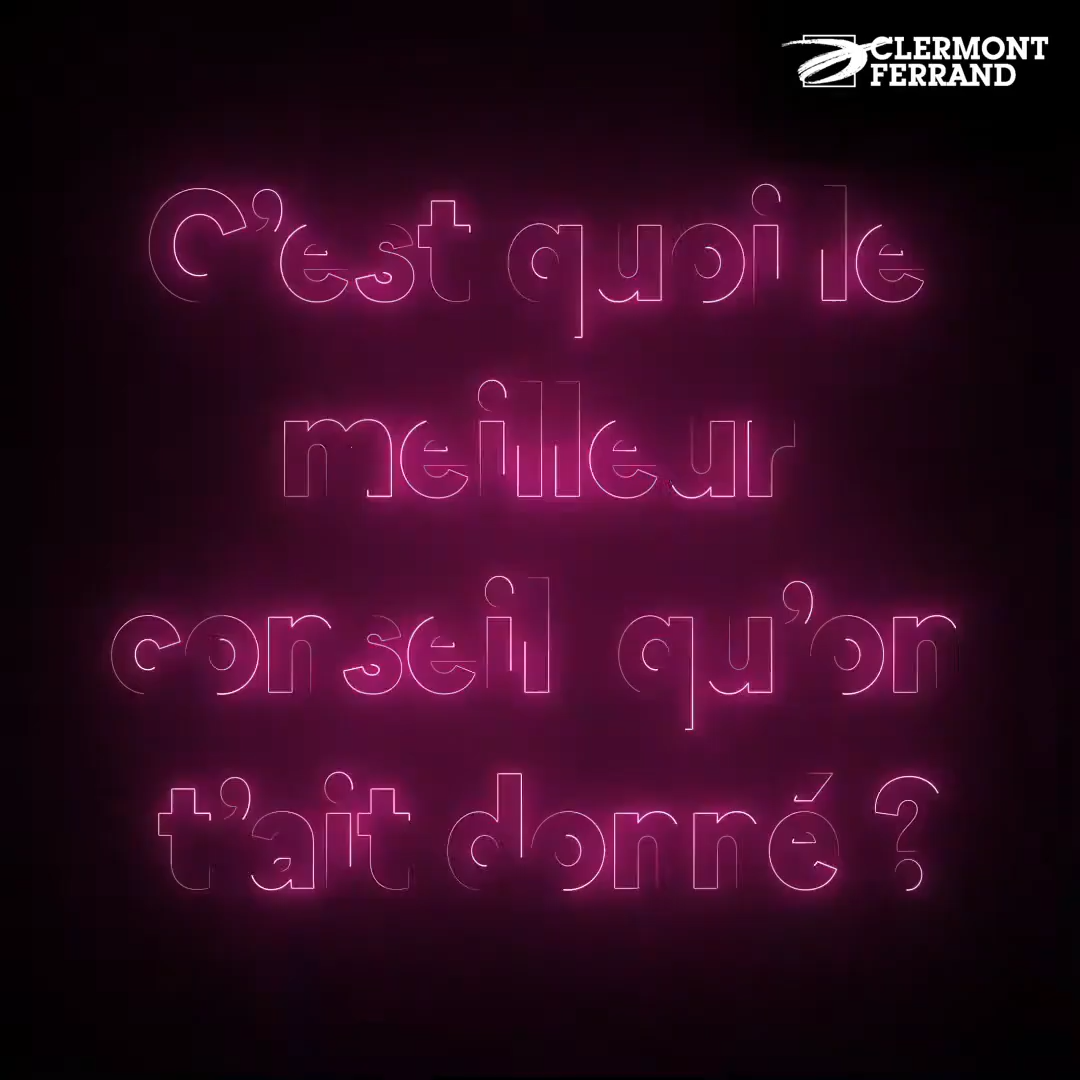 CLERMONT
FERRAND
C'est quoi le
meilleur
conseil qu'on
t'ait donné ?